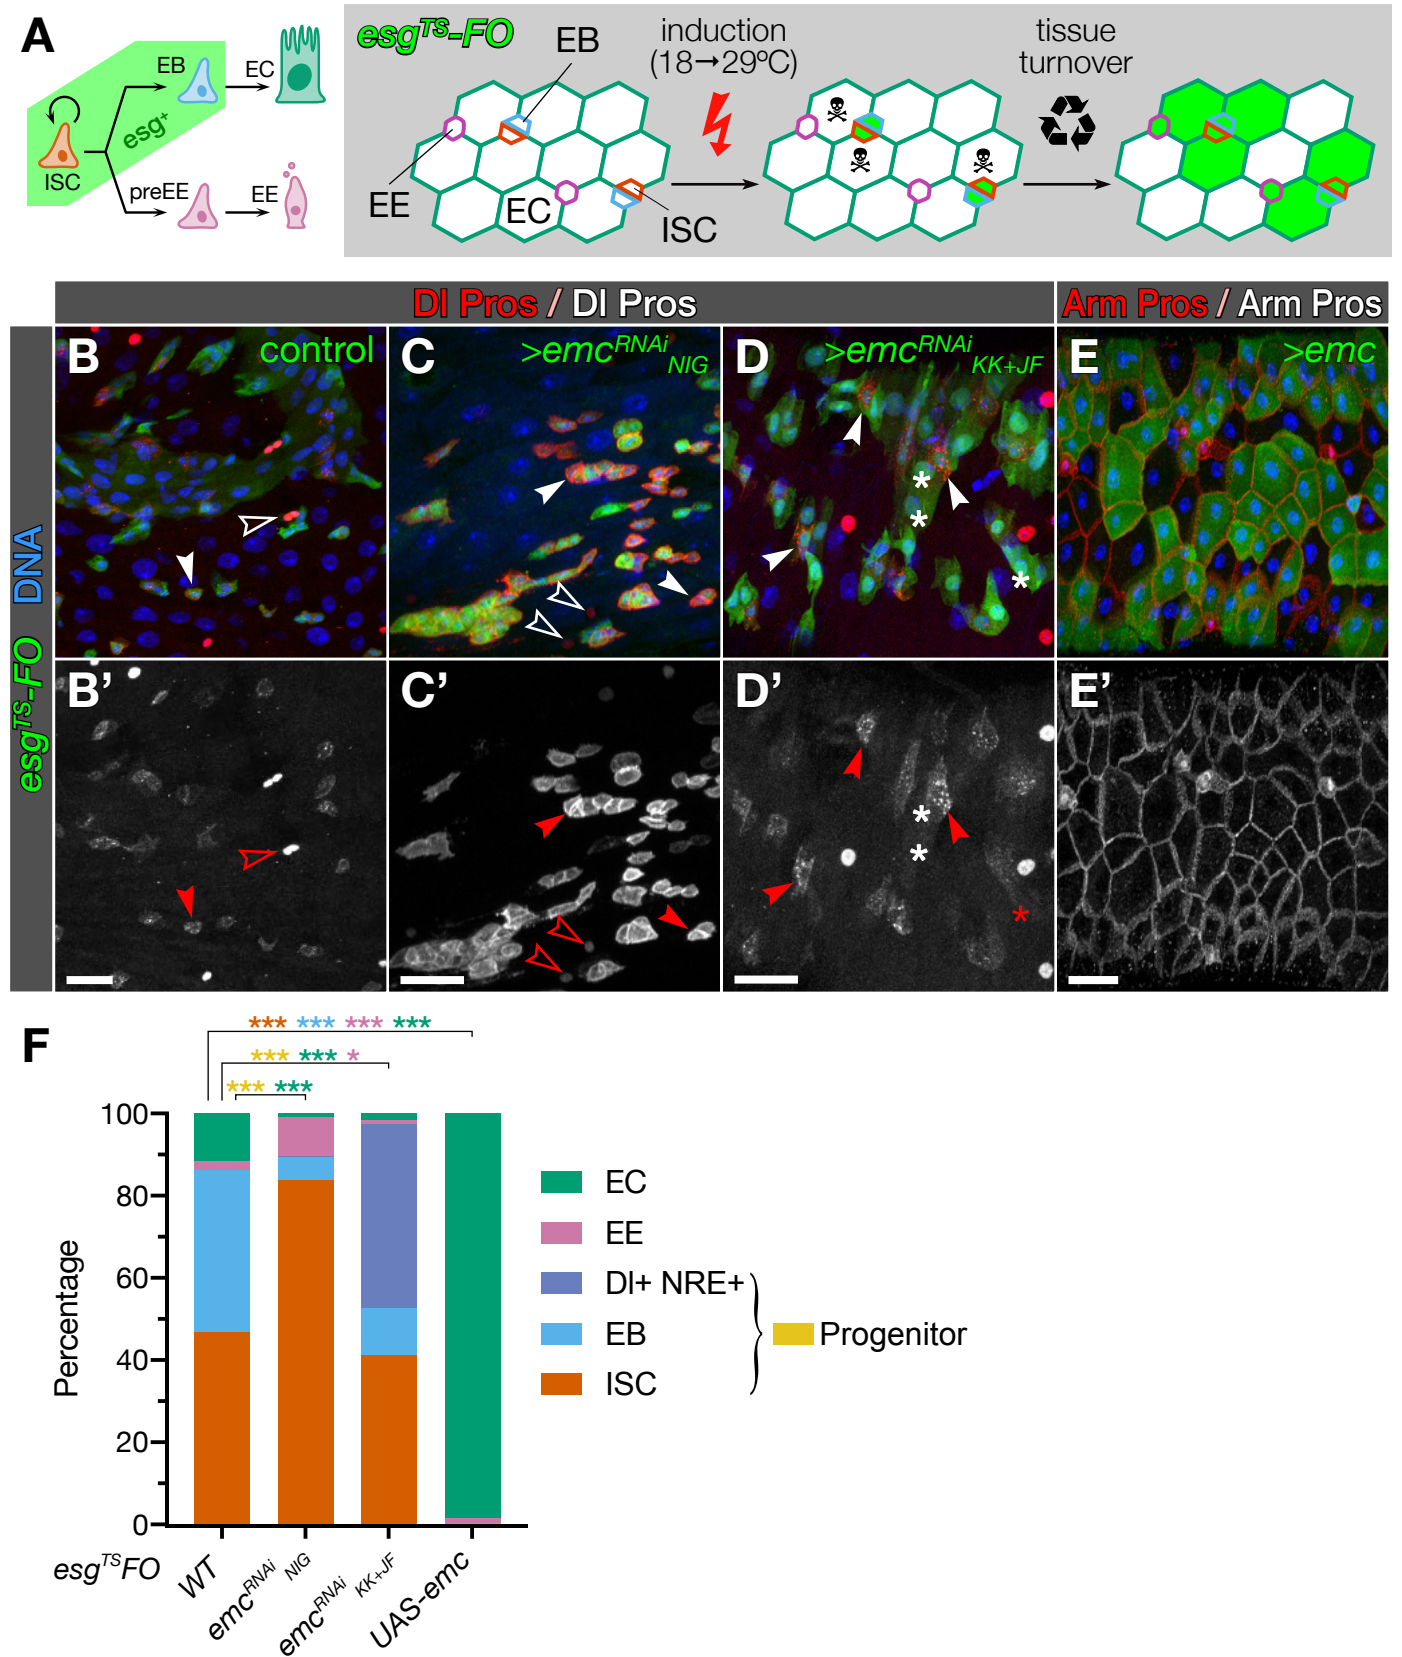 A
EB
EC
esg+
ISC
preEE
EE
esgTS-FO
EB
induction
(18→29ºC)
tissue
turnover
EE
EC
ISC
Dl Pros / Dl Pros
Arm Pros / Arm Pros
esgTS-FO DNA
B
control
C
>emcRNAi NIG
D
>emcRNAi KK+JF
E
>emc
*
*
*
B’
C’
D’
E’
*
*
*
F
*** *** *** ***
*** *** *
*** ***
100
80
60
40
20
0
Percentage
EC
EE
Dl+ NRE+
EB
ISC
Progenitor
esgTSFO
WT
emcRNAi NIG
emcRNAi KK+JF
UAS-emc